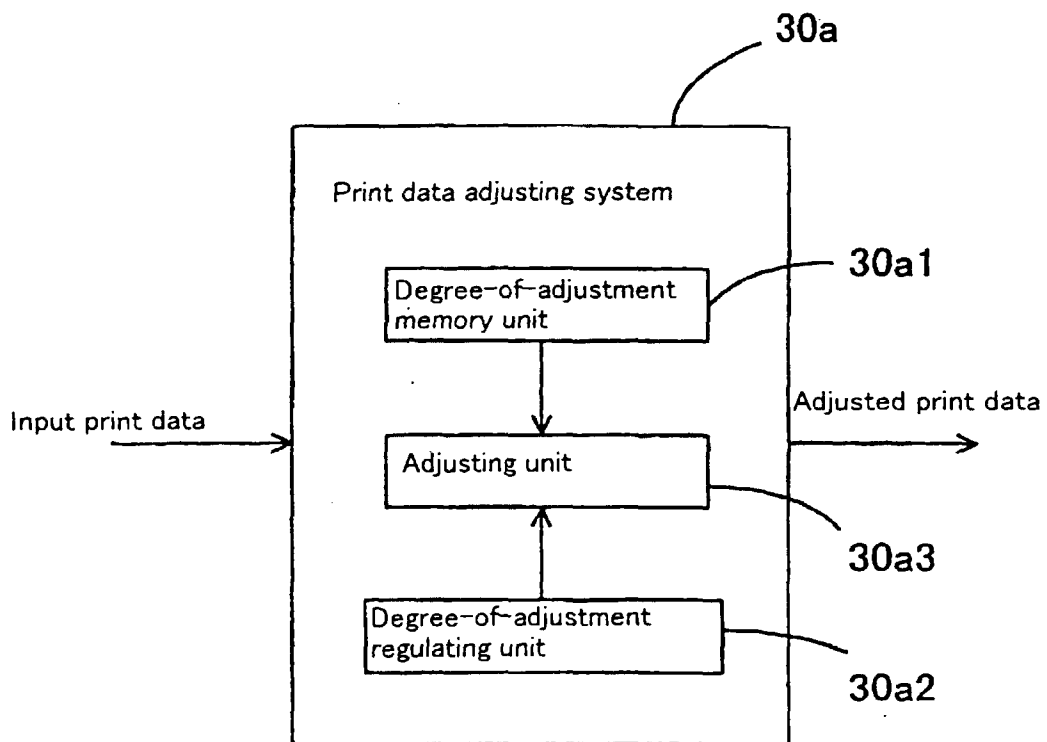 30a
Print data adjusting system
30a1
Degree-of-adjustment
memory unit
Input print data
Adjusted print data
Adjusting unit
30a3
Degree-of-adjustment
regulating unit
30a2